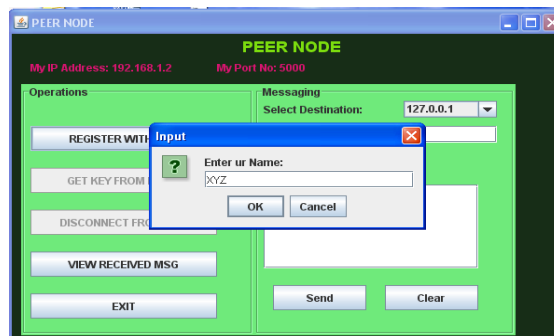 PEER NODE
PEER NODE
My IP Address: 192.168.1.2 My Port No: 5000
Operations
Messaging
Select Destination: 127.0.0.1
REGISTER WITH
Input
Enter ur Name:
XYZ
OK Cancel
GET KEY FROM
DISCONNECT FRO
VIEW RECEIVED MSG
EXIT
Send Clear